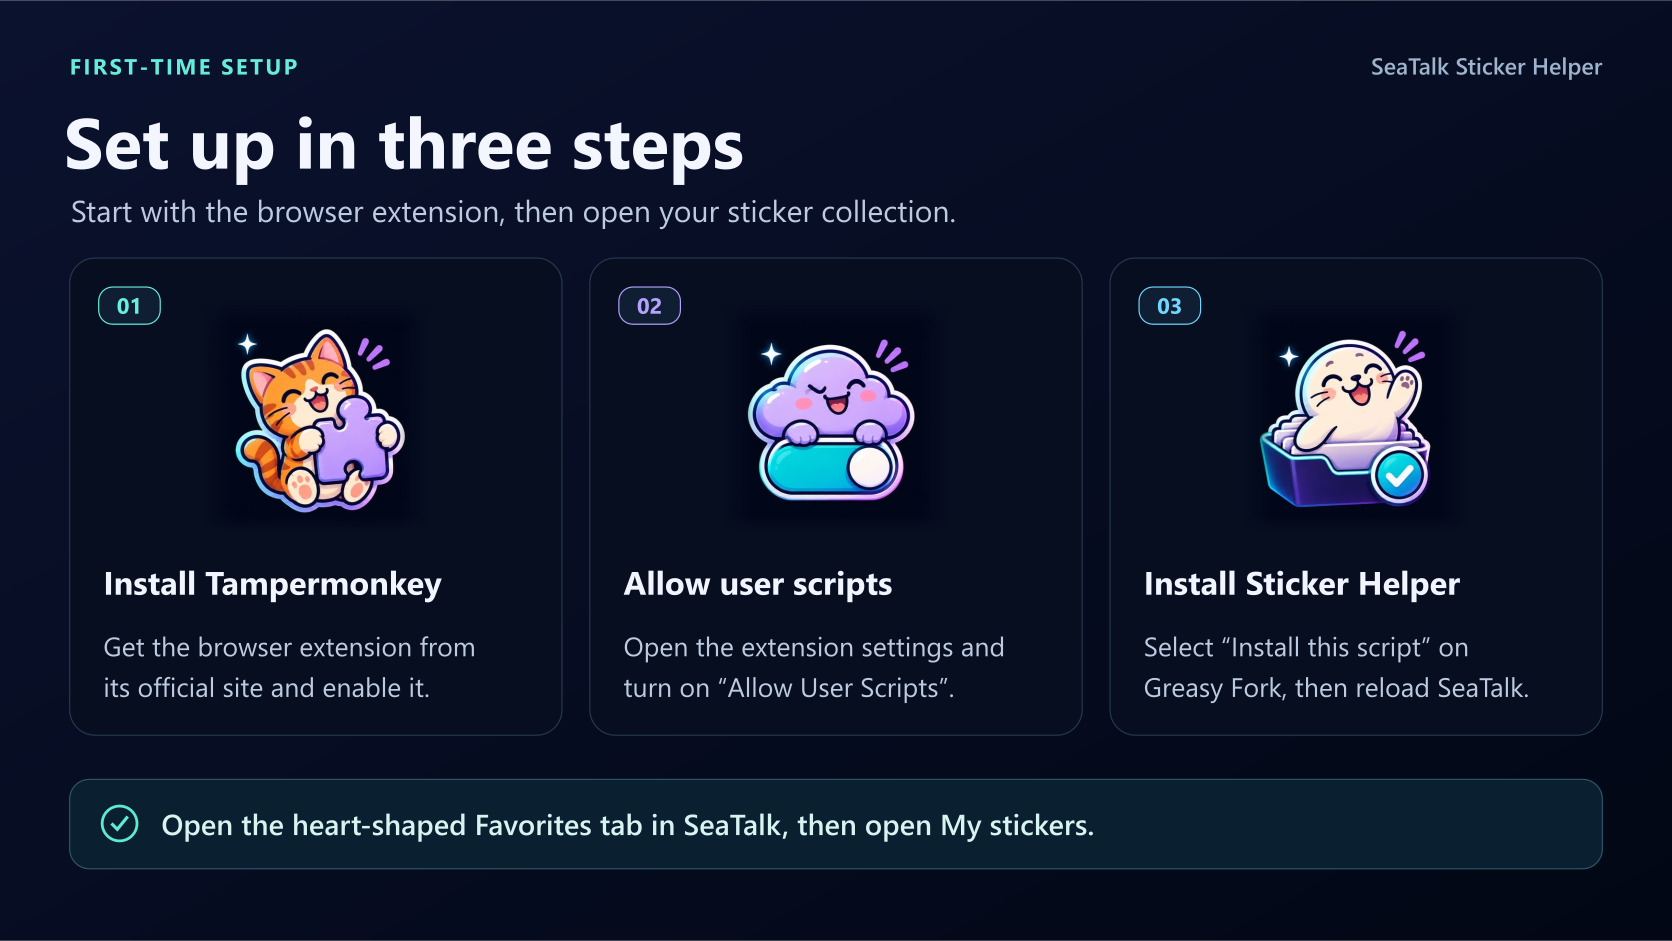 FIRST-TIME SETUP
SeaTalk Sticker Helper
Set up in three steps
Start with the browser extension, then open your sticker collection.
01
Install Tampermonkey
Get the browser extension from
its official site and enable it.
02
Allow user scripts
Open the extension settings and
turn on “Allow User Scripts”.
03
Install Sticker Helper
Select “Install this script” on
Greasy Fork, then reload SeaTalk.
Open the heart-shaped Favorites tab in SeaTalk, then open My stickers.